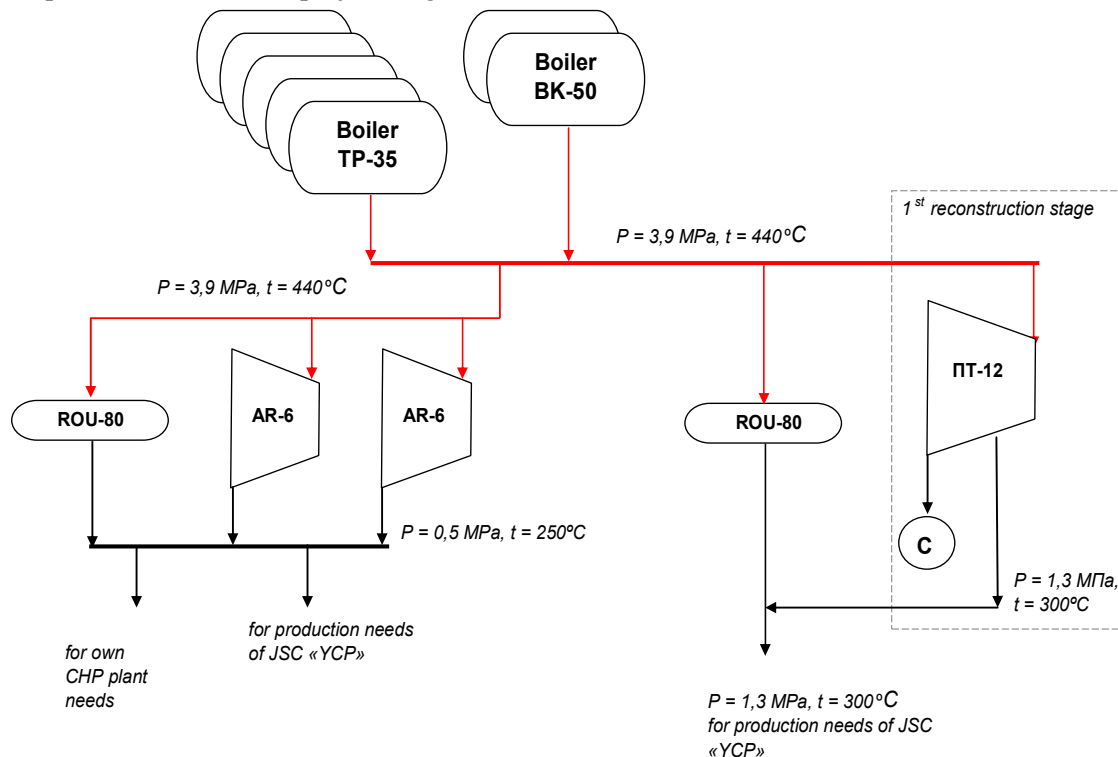 Boiler
BK-50
Boiler
TP-35
1 st reconstruction stage
P = 3,9 MPa, t = 440°C
P = 3,9 MPa, t = 440°C
ПТ-12
ROU-80
AR-6
AR-6
ROU-80
P = 0,5 MPa, t = 250ºC
C
P = 1,3 МПа,
t = 300ºC
for production needs
of JSC «YCP»
for own
CHP plant
needs
P = 1,3 MPa, t = 300°C
for production needs of JSC
«YCP»